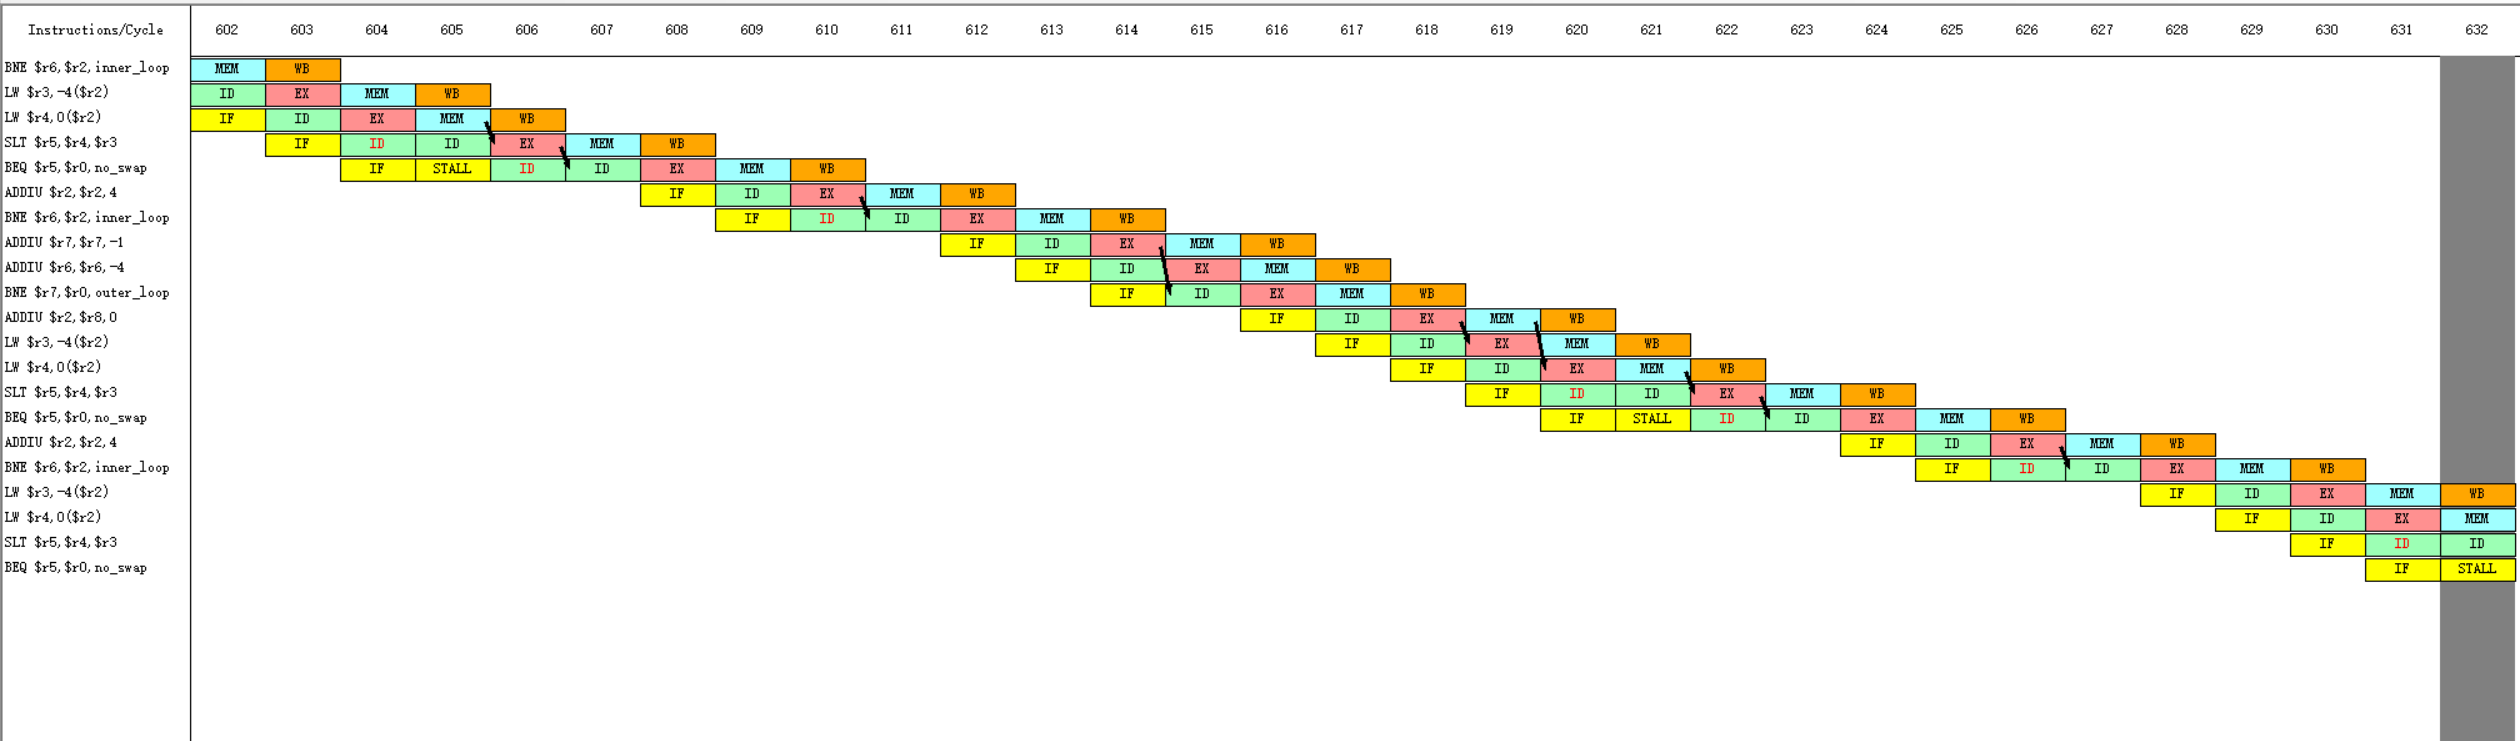 Instructions/Cycle 602 603 604 605 606 607 608 609 610 611 612 613 614 615 616 617 618 619 620 621 622 623 624 625 626 627 628 629 630 631 632
BNE $r6,$r2,inner_loop MEM WB
LW $r3,-4($r2) ID EX MEM WB
LW $r4,0($r2) IF ID EX MEM WB
SLT $r5,$r4,$r3 IF ID ID EX MEM WB
BEQ $r5,$r0,no_swap IF STALL ID ID EX MEM WB
ADDIU $r2,$r2,4 IF ID EX MEM WB
BNE $r6,$r2,inner_loop IF ID ID EX MEM WB
ADDIU $r7,$r7,-1 IF ID EX MEM WB
ADDIU $r6,$r6,-4 IF ID EX MEM WB
BNE $r7,$r0,outer_loop IF ID EX MEM WB
ADDIU $r2,$r8,0 IF ID EX MEM WB
LW $r3,-4($r2) IF ID EX MEM WB
LW $r4,0($r2) IF ID EX MEM WB
SLT $r5,$r4,$r3 IF ID ID EX MEM WB
BEQ $r5,$r0,no_swap IF STALL ID ID EX MEM WB
ADDIU $r2,$r2,4 IF ID EX MEM WB
BNE $r6,$r2,inner_loop IF ID ID EX MEM WB
LW $r3,-4($r2) IF ID EX MEM WB
LW $r4,0($r2) IF ID EX MEM
SLT $r5,$r4,$r3 IF ID ID
BEQ $r5,$r0,no_swap IF STALL